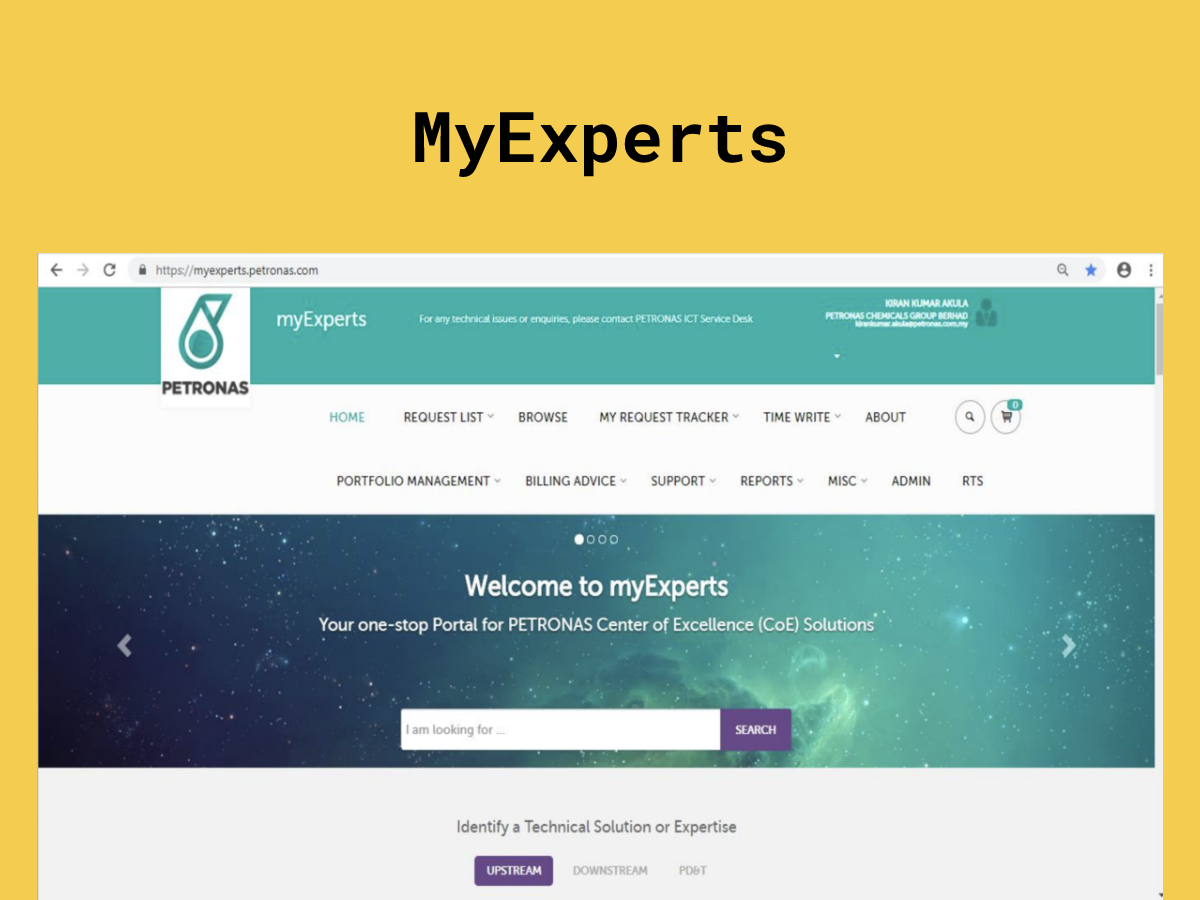 MyExperts
https://myexperts.petronas.com
PETRONAS
myExperts
For any technical issues or enquiries, please contact PETRONAS ICT Service Desk
KIRAN KUMAR AKULA
PETRONAS CHEMICALS GROUP BERHAD
kirankumar.akula@petronas.com.my
HOME REQUEST LIST BROWSE MY REQUEST TRACKER TIME WRITE ABOUT 0
PORTFOLIO MANAGEMENT BILLING ADVICE SUPPORT REPORTS MISC ADMIN RTS
Welcome to myExperts
Your one-stop Portal for PETRONAS Center of Excellence (CoE) Solutions
I am looking for ... SEARCH
Identify a Technical Solution or Expertise
UPSTREAM DOWNSTREAM PD&T